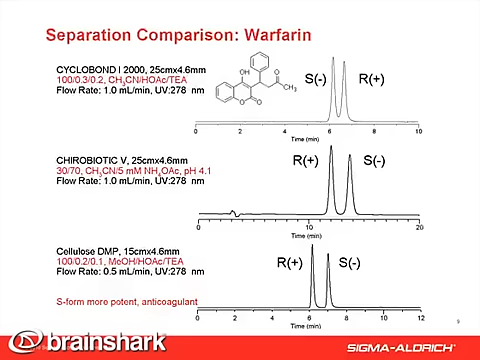 Separation Comparison: Warfarin
CYCLOBOND I 2000, 25cmx4.6mm
100/0.3/0.2, CH3CN/HOAc/TEA
Flow Rate: 1.0 mL/min, UV:278 nm
OH
O
CH3
O
O
S(-)
R(+)
0 2 4 6 8 10
Time (min)
CHIROBIOTIC V, 25cmx4.6mm
30/70, CH3CN/5 mM NH4OAc, pH 4.1
Flow Rate: 1.0 mL/min, UV:278 nm
R(+)
S(-)
0 10 20
Time (min)
Cellulose DMP, 15cmx4.6mm
100/0.2/0.1, MeOH/HOAc/TEA
Flow Rate: 0.5 mL/min, UV:278 nm
R(+)
S(-)
S-form more potent, anticoagulant
0 2 4 6 8 10 12
Time (min)
9
brainshark
SIGMA-ALDRICH